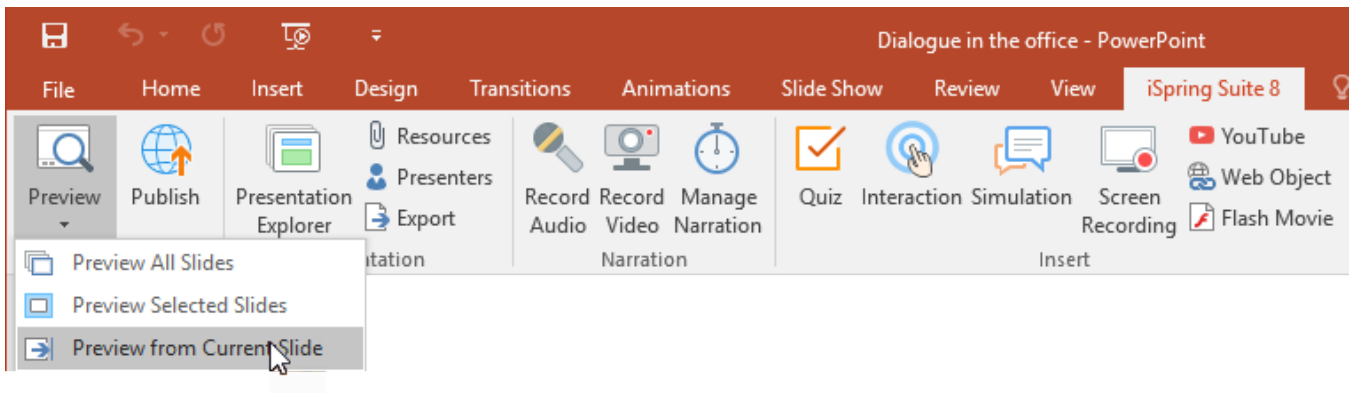 Dialogue in the office - PowerPoint
File Home Insert Design Transitions Animations Slide Show Review View iSpring Suite 8
Preview
Publish
Presentation
Explorer
Resources
Presenters
Export
Record
Audio
Record
Video
Manage
Narration
Quiz
Interaction
Simulation
Screen
Recording
YouTube
Web Object
Flash Movie
ntation
Narration
Insert
Preview All Slides
Preview Selected Slides
Preview from Current Slide